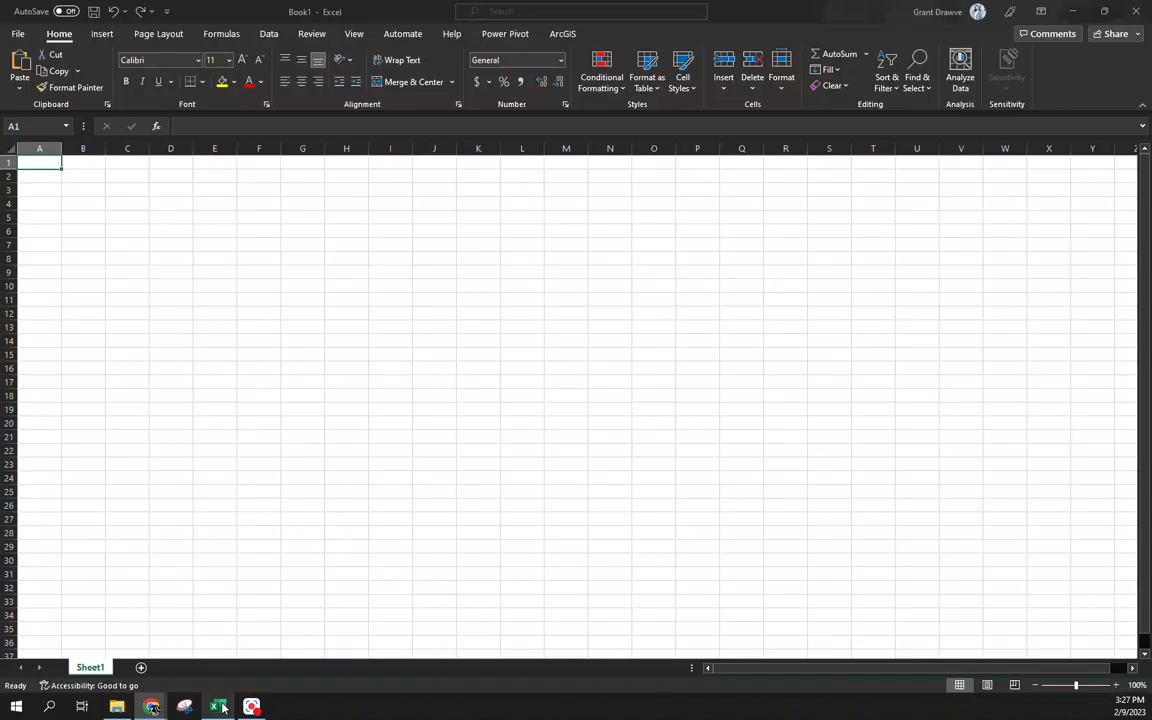 AutoSave Off Book1 - Excel Search Grant Drawve
File Home Insert Page Layout Formulas Data Review View Automate Help Power Pivot ArcGIS Comments Share
Paste Cut Copy Format Painter Clipboard
Calibri 11 B I U A Font
Wrap Text Merge & Center Alignment
General $ % , Number
Conditional Formatting Format as Table Cell Styles Styles
Insert Delete Format Cells
AutoSum Fill Clear Sort & Filter Find & Select Editing
Analyze Data Analysis
Sensitivity Sensitivity
A1 fx
A B C D E F G H I J K L M N O P Q R S T U V W X Y Z
1
2
3
4
5
6
7
8
9
10
11
12
13
14
15
16
17
18
19
20
21
22
23
24
25
26
27
28
29
30
31
32
33
34
35
36
37
Sheet1
Ready Accessibility: Good to go 100%
3:27 PM
2/9/2023